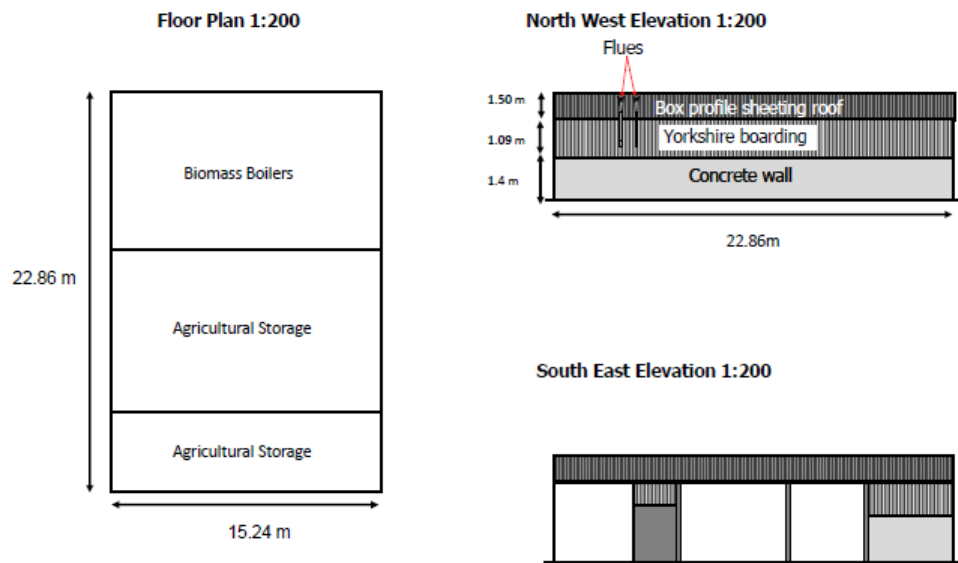 Floor Plan 1:200
Biomass Boilers
22.86 m
Agricultural Storage
Agricultural Storage
15.24 m
North West Elevation 1:200
Flues
1.50 m
Box profile sheeting roof
1.09 m
Yorkshire boarding
1.4 m
Concrete wall
22.86m
South East Elevation 1:200